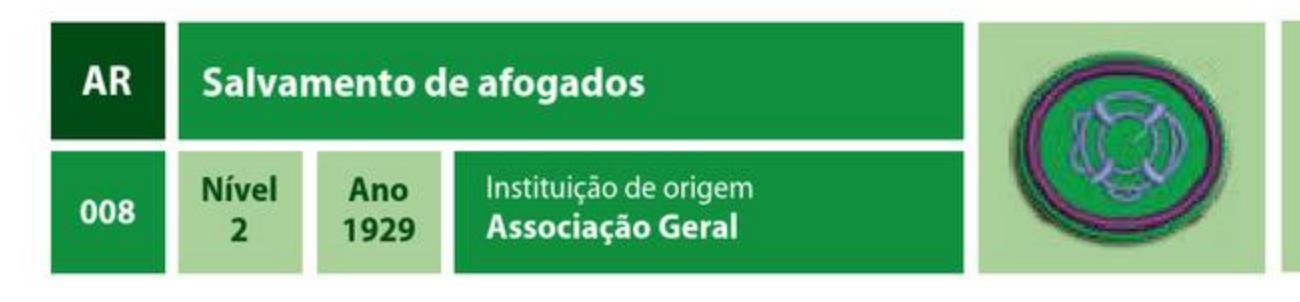 AR
Salvamento de afogados
008
Nível
2
Ano
1929
Instituição de origem
Associação Geral